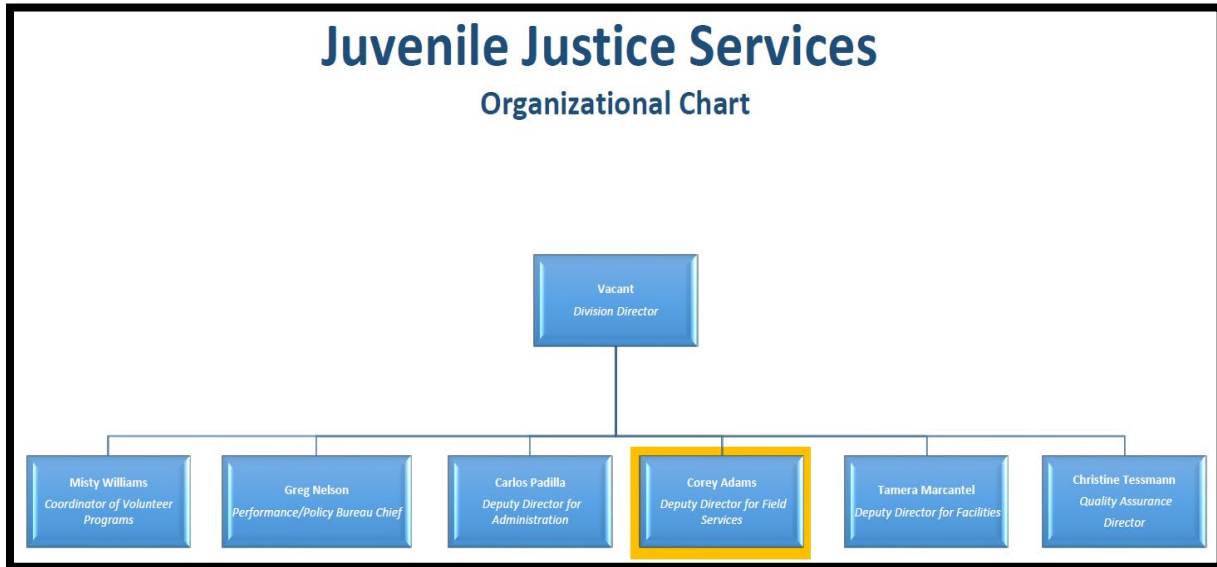 Juvenile Justice Services
Organizational Chart
Vacant
Division Director
Misty Williams
Coordinator of Volunteer
Programs
Greg Nelson
Performance/Policy Bureau Chief
Carlos Padilla
Deputy Director for
Administration
Corey Adams
Deputy Director for Field
Services
Tamera Marcantel
Deputy Director for Facilities
Christine Tessmann
Quality Assurance
Director